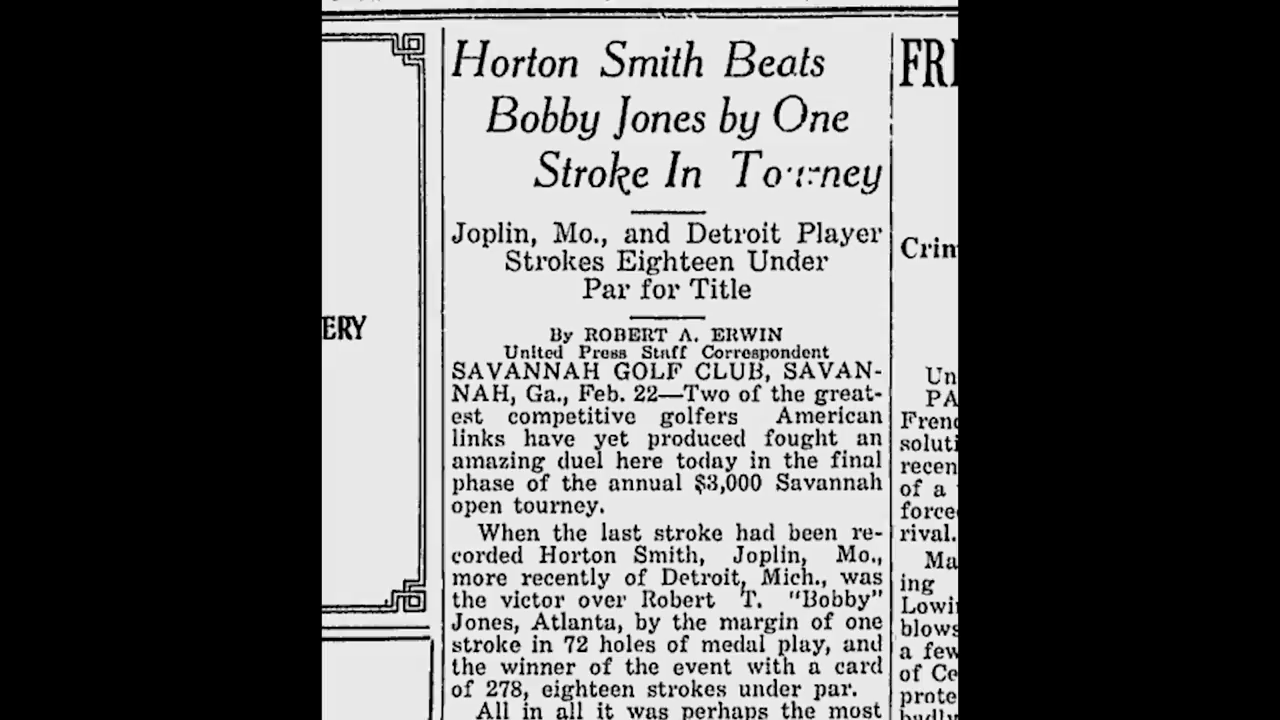 ERY
Horton Smith Beats
Bobby Jones by One
Stroke In Tourney
Joplin, Mo., and Detroit Player
Strokes Eighteen Under
Par for Title
By ROBERT A. ERWIN
United Press Staff Correspondent
SAVANNAH GOLF CLUB, SAVAN-
NAH, Ga., Feb. 22—Two of the great-
est competitive golfers American
links have yet produced fought an
amazing duel here today in the final
phase of the annual $3,000 Savannah
open tourney.
When the last stroke had been re-
corded Horton Smith, Joplin, Mo.,
more recently of Detroit, Mich., was
the victor over Robert T. "Bobby"
Jones, Atlanta, by the margin of one
stroke in 72 holes of medal play, and
the winner of the event with a card
of 278, eighteen strokes under par.
All in all it was perhaps the most
FRE
Crim
Un
PA
Frenc
soluti
recen
of a
force
rival.
Ma
ing
Lowi
blows
a few
of Ce
prote
badly